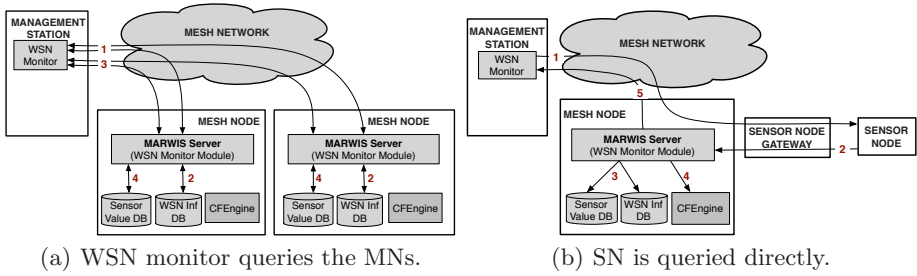 MANAGEMENT
STATION
WSN
Monitor
MESH NETWORK
1
3
MESH NODE
MARWIS Server
(WSN Monitor Module)
4
2
Sensor
Value DB
WSN Inf
DB
CFEngine
MESH NODE
MARWIS Server
(WSN Monitor Module)
4
2
Sensor
Value DB
WSN Inf
DB
CFEngine
(a) WSN monitor queries the MNs.
MANAGEMENT
STATION
WSN
Monitor
MESH NETWORK
1
5
MESH NODE
MARWIS Server
(WSN Monitor Module)
3
4
Sensor
Value DB
WSN Inf
DB
CFEngine
SENSOR NODE
GATEWAY
2
SENSOR
NODE
(b) SN is queried directly.